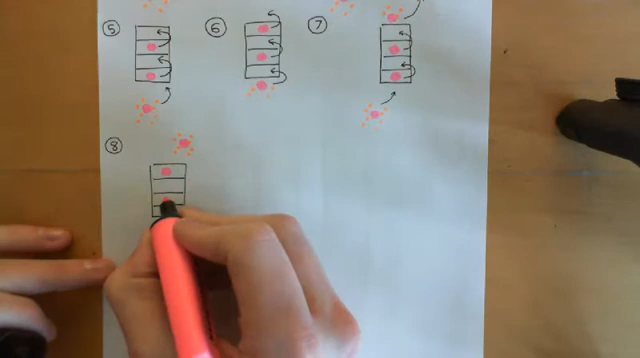 ⑤ ⑥ ⑦
⑧